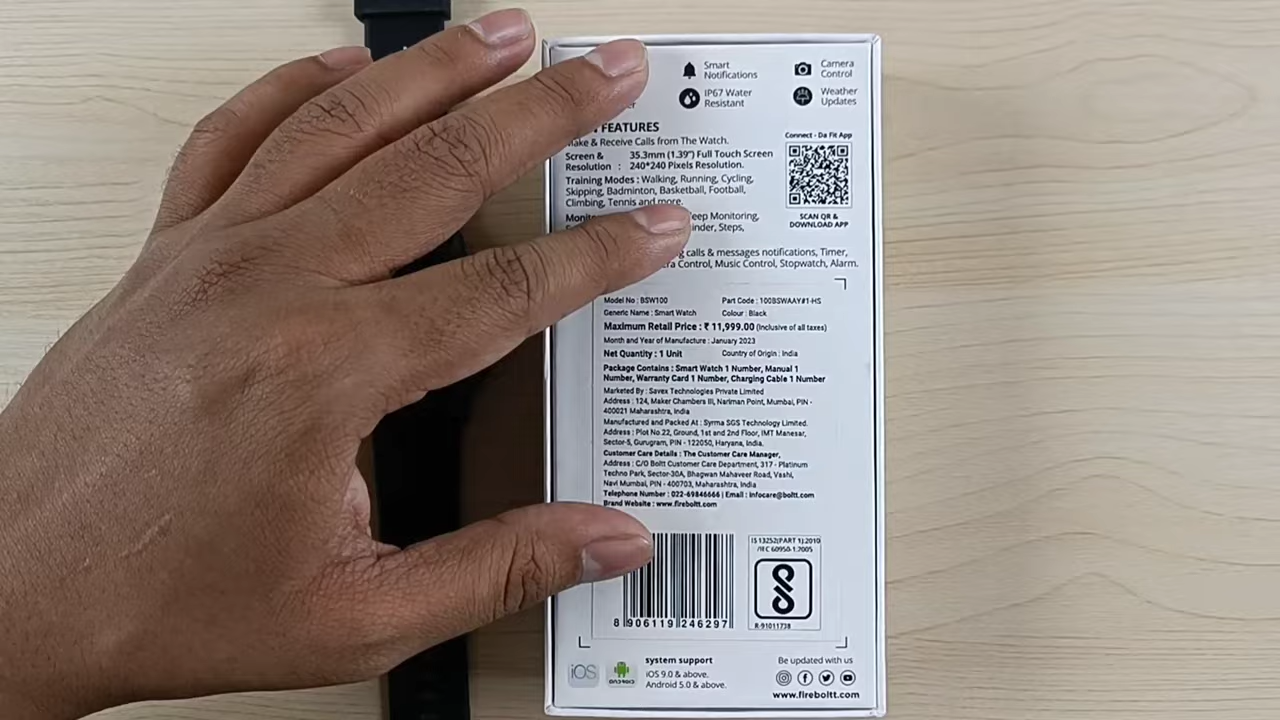 Smart
Notifications
Camera
Control
IP67 Water
Resistant
Weather
Updates
FEATURES
Make & Receive Calls from The Watch.
Connect - Da Fit App
Screen & 35.3mm (1.39") Full Touch Screen
Resolution : 240*240 Pixels Resolution.
Training Modes : Walking, Running, Cycling,
Skipping, Badminton, Basketball, Football,
Climbing, Tennis and more.
Monitoring,
Steps,
SCAN QR &
DOWNLOAD APP
calls & messages notifications, Timer,
Control, Music Control, Stopwatch, Alarm.
Model No : BSW100 Part Code : 100BSWAAY#1-HS
Generic Name : Smart Watch Colour : Black
Maximum Retail Price : ₹ 11,999.00 (Inclusive of all taxes)
Month and Year of Manufacture : January 2023
Net Quantity : 1 Unit Country of Origin : India
Package Contains : Smart Watch 1 Number, Manual 1
Number, Warranty Card 1 Number, Charging Cable 1 Number
Marketed By : Savex Technologies Private Limited
Address : 124, Maker Chambers III, Nariman Point, Mumbai, PIN -
400021 Maharashtra, India
Manufactured and Packed At : Syrma SGS Technology Limited.
Address : Plot No 22, Ground, 1st and 2nd Floor, IMT Manesar,
Sector-5, Gurugram, PIN - 122050, Haryana, India.
Customer Care Details : The Customer Care Manager,
Address : C/O Boltt Customer Care Department, 317 - Platinum
Techno Park, Sector-30A, Bhagwan Mahaveer Road, Vashi,
Navi Mumbai, PIN - 400703, Maharashtra, India
Telephone Number : 022-69846666 | Email : infocare@boltt.com
Brand Website : www.fireboltt.com
IS 13252(PART 1):2010
/IEC 60950-1:2005
R-91011738
8 906119 246297
iOS
ANDROID
system support
iOS 9.0 & above.
Android 5.0 & above.
Be updated with us
www.fireboltt.com